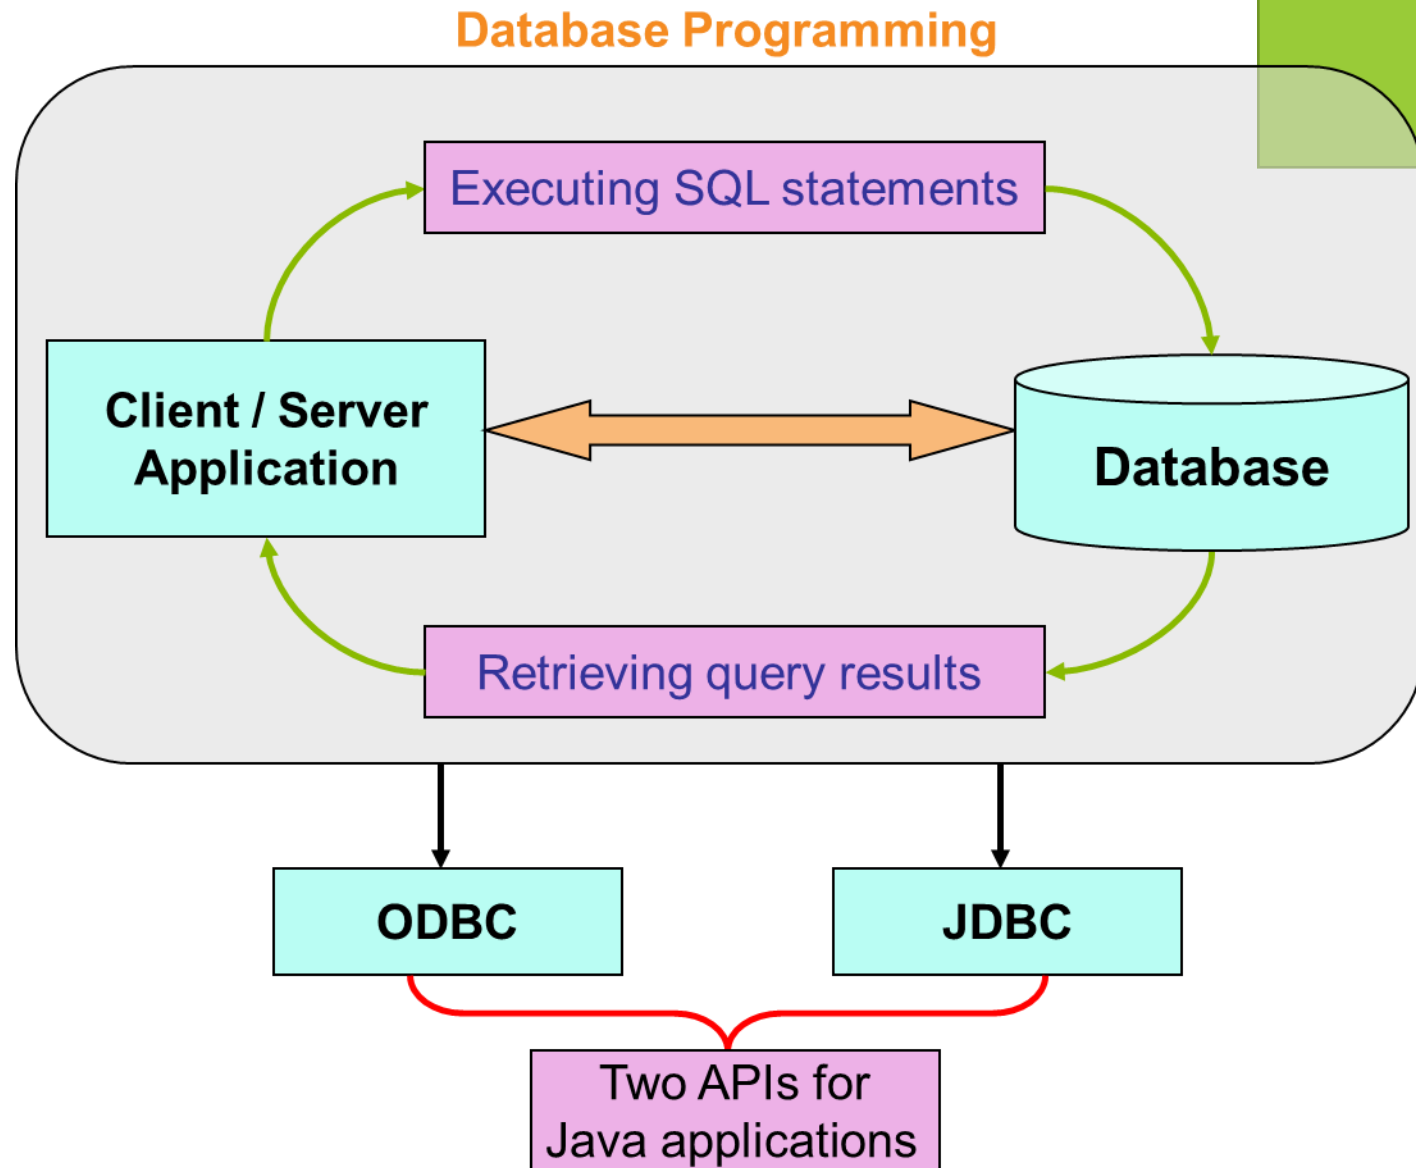 Database Programming
Executing SQL statements
Client / Server
Application
Database
Retrieving query results
ODBC
JDBC
Two APIs for
Java applications